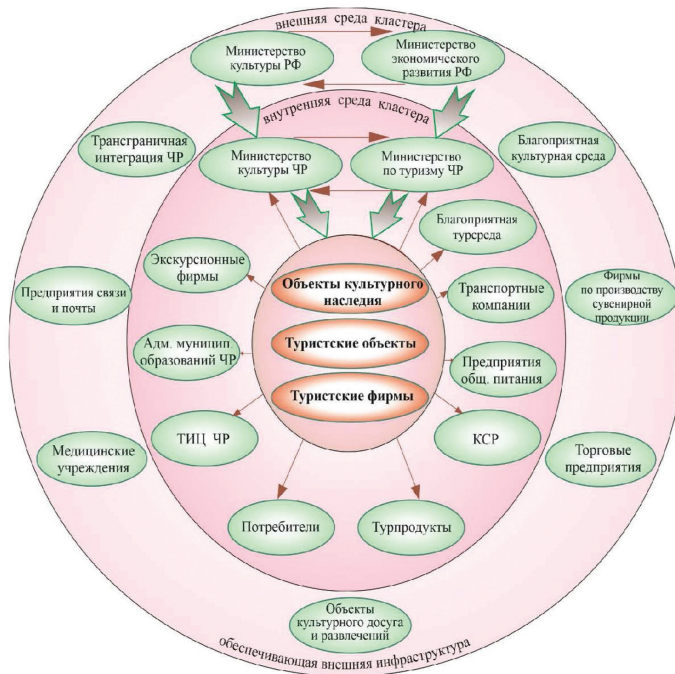 внешняя среда кластера
Министерство
культуры РФ
Министерство
экономического
развития РФ
внутренняя среда кластера
Трансграничная
интеграция ЧР
Министерство
культуры ЧР
Министерство
по туризму ЧР
Благоприятная
культурная среда
Благоприятная
турсреда
Экскурсионные
фирмы
Объекты культурного
наследия
Транспортные
компании
Предприятия связи
и почты
Фирмы
по производству
сувенирной
продукции
Адм. муницип.
образований ЧР
Туристские объекты
Предприятия
общ. питания
Туристские фирмы
ТИЦ ЧР
КСР
Медицинские
учреждения
Торговые
предприятия
Потребители
Турпродукты
Объекты
культурного досуга
и развлечений
обеспечивающая внешняя инфраструктура